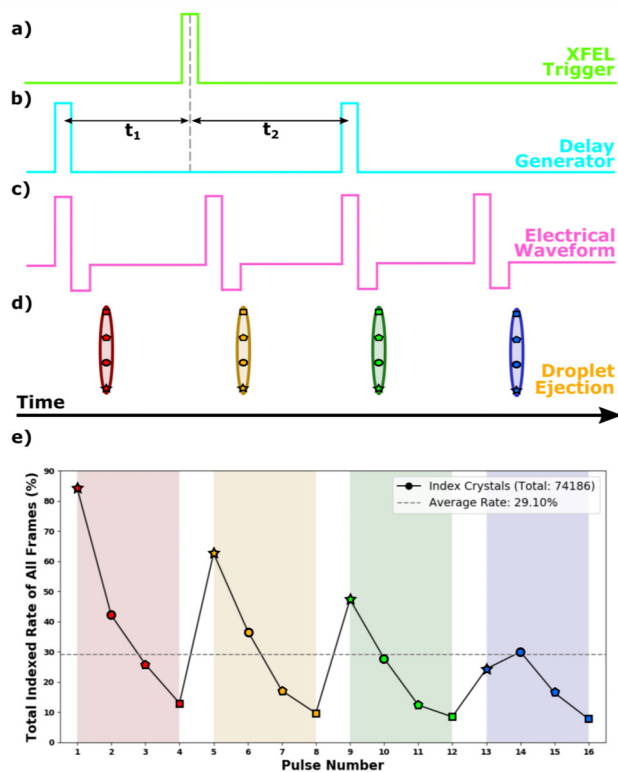 a)
XFEL
Trigger
b)
t1
t2
Delay
Generator
c)
Electrical
Waveform
d)
Droplet
Ejection
Time
e)
Total Indexed Rate of All Frames (%)
90
80
70
60
50
40
30
20
10
0
Index Crystals (Total: 74186)
Average Rate: 29.10%
1 2 3 4 5 6 7 8 9 10 11 12 13 14 15 16
Pulse Number